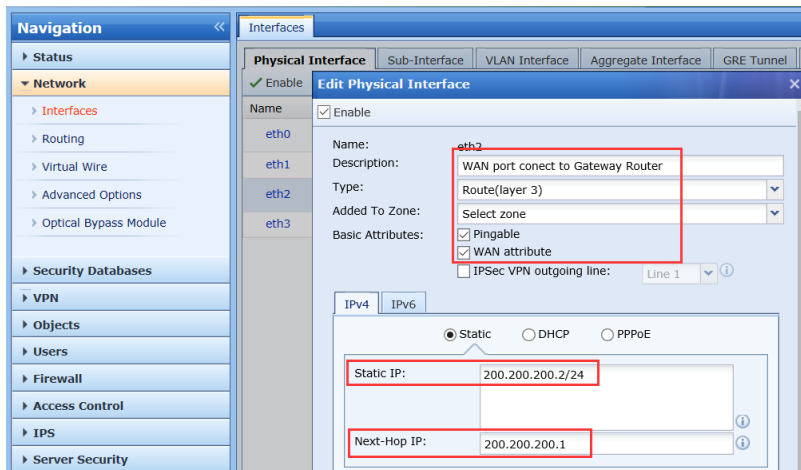 Navigation
Status
Network
Interfaces
Routing
Virtual Wire
Advanced Options
Optical Bypass Module
Security Databases
VPN
Objects
Users
Firewall
Access Control
IPS
Server Security
Interfaces
Physical Interface Sub-Interface VLAN Interface Aggregate Interface GRE Tunnel
Enable
Name
eth0
eth1
eth2
eth3
Edit Physical Interface
Enable
Name: eth2
Description: WAN port conect to Gateway Router
Type: Route(layer 3)
Added To Zone: Select zone
Basic Attributes: Pingable
WAN attribute
IPSec VPN outgoing line: Line 1
IPv4 IPv6
Static DHCP PPPoE
Static IP: 200.200.200.2/24
Next-Hop IP: 200.200.200.1